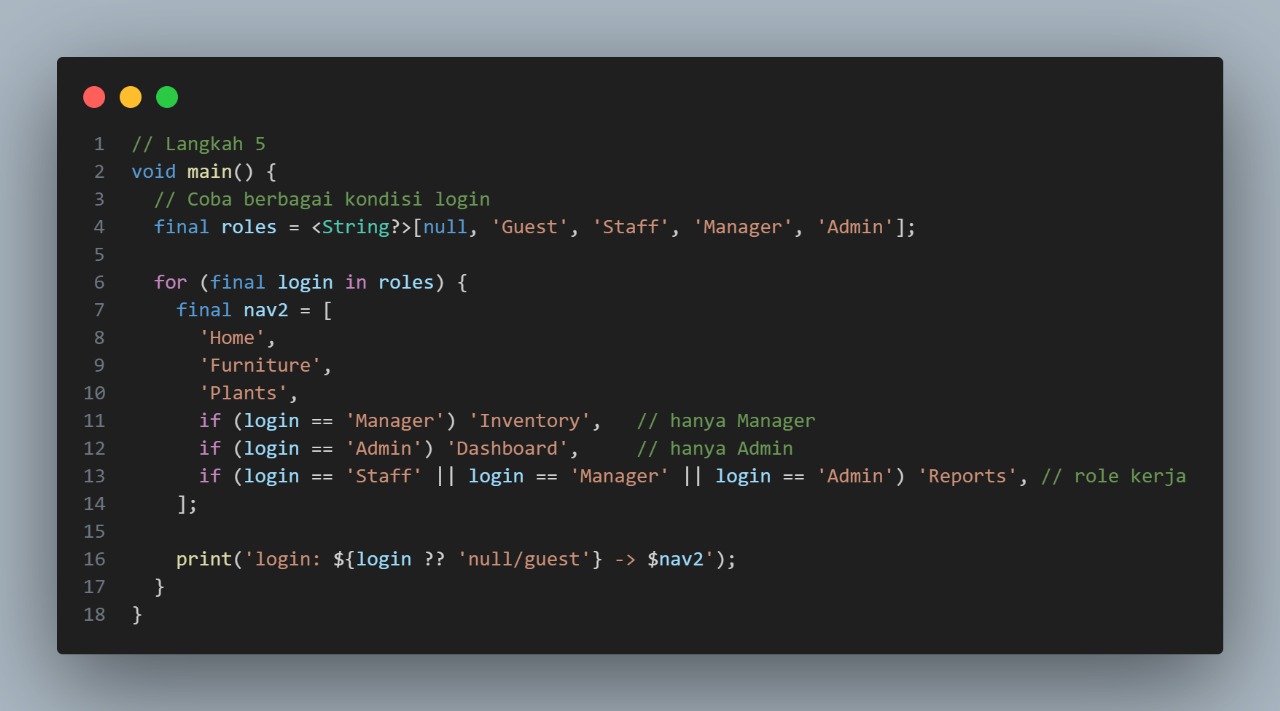 1 // Langkah 5
2 void main() {
3   // Coba berbagai kondisi login
4   final roles = <String?>[null, 'Guest', 'Staff', 'Manager', 'Admin'];
5
6   for (final login in roles) {
7     final nav2 = [
8       'Home',
9       'Furniture',
10       'Plants',
11       if (login == 'Manager') 'Inventory',   // hanya Manager
12       if (login == 'Admin') 'Dashboard',     // hanya Admin
13       if (login == 'Staff' || login == 'Manager' || login == 'Admin') 'Reports', // role kerja
14     ];
15
16     print('login: ${login ?? 'null/guest'} -> $nav2');
17   }
18 }